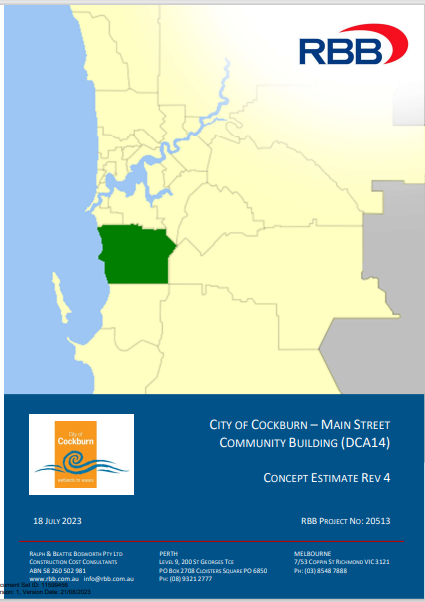 RBB
CITY OF COCKBURN – MAIN STREET
COMMUNITY BUILDING (DCA14)
CONCEPT ESTIMATE REV 4
City of
Cockburn
wetlands to waves
18 JULY 2023
RBB PROJECT NO: 20513
RALPH & BEATTIE BOSWORTH PTY LTD
CONSTRUCTION COST CONSULTANTS
ABN 58 260 502 981
www.rbb.com.au info@rbb.com.au
PERTH
LEVEL 9, 200 ST GEORGES TCE
PO BOX 2708 CLOISTERS SQUARE PO 6850
PH: (08) 9321 2777
MELBOURNE
7/53 COPPIN ST RICHMOND VIC 3121
PH: (03) 8548 7888
cument Set ID:
rsion: 1, Version Date: 21/08/2023